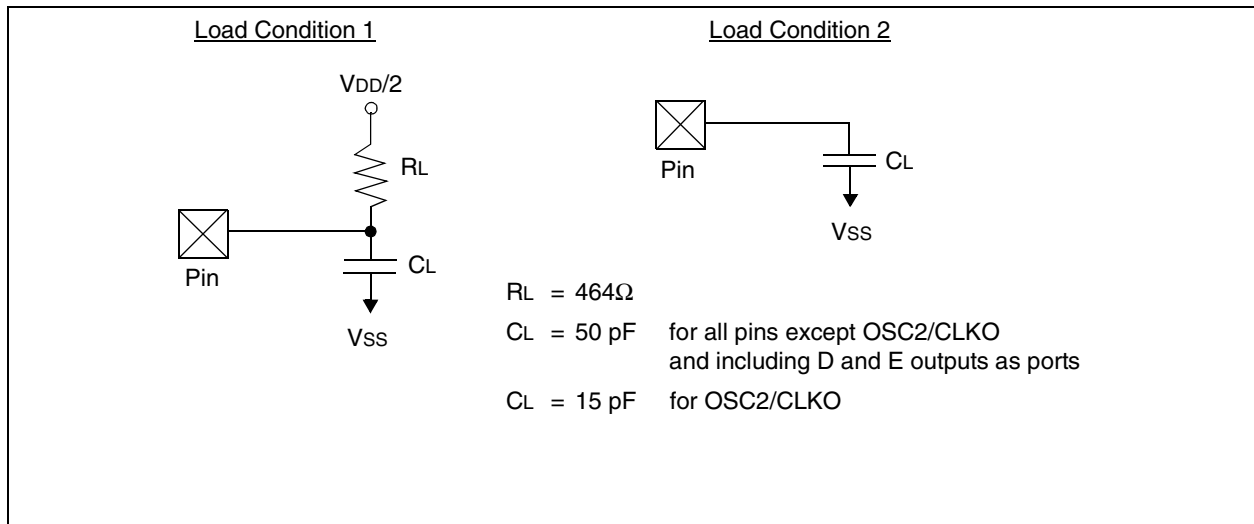 Load Condition 1
VDD/2
RL
Pin
CL
VSS
Load Condition 2
Pin
CL
VSS
RL = 464Ω
CL = 50 pF for all pins except OSC2/CLKO
and including D and E outputs as ports
CL = 15 pF for OSC2/CLKO